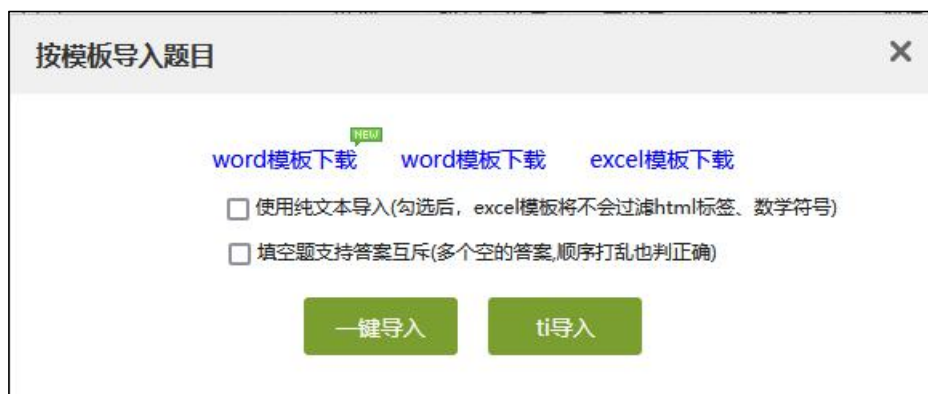 按模板导入题目
NEW
word模板下载 word模板下载 excel模板下载
使用纯文本导入(勾选后，excel模板将不会过滤html标签、数学符号)
填空题支持答案互斥(多个空的答案,顺序打乱也判正确)
一键导入 ti导入